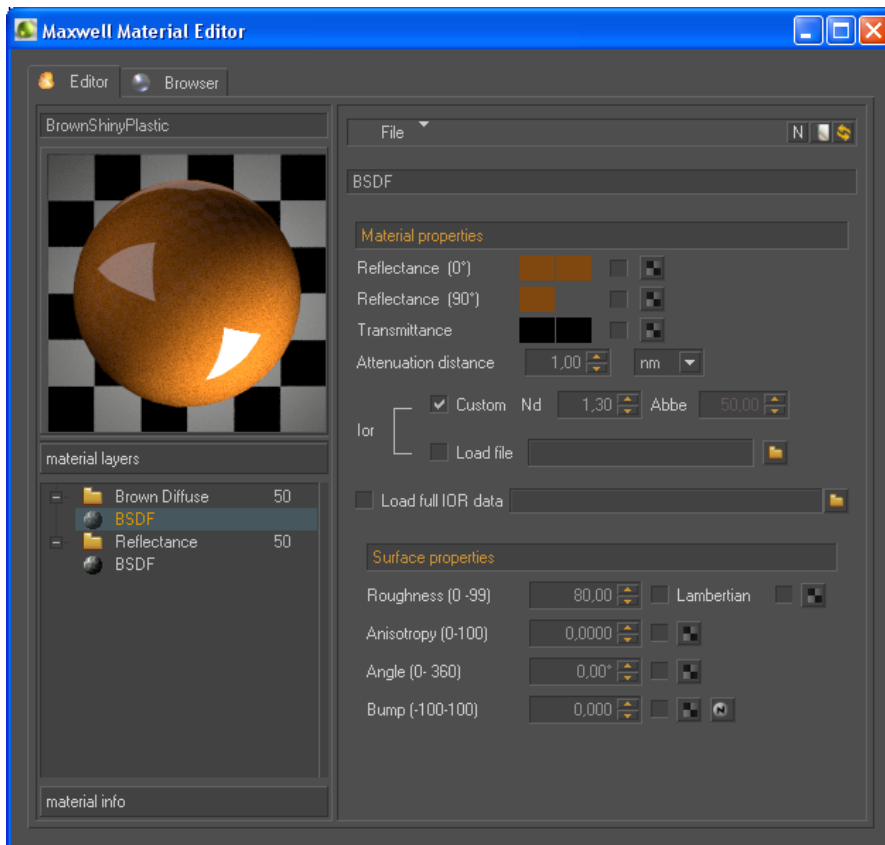 Maxwell Material Editor
Editor Browser
BrownShinyPlastic
File N
BSDF
Material properties
Reflectance (0°)
Reflectance (90°)
Transmittance
Attenuation distance 1,00 nm
Ior Custom Nd 1,30 Abbe 50,00
Load file
Load full IOR data
material layers
Brown Diffuse 50
BSDF
Reflectance 50
BSDF
Surface properties
Roughness (0 -99) 80,00 Lambertian
Anisotropy (0-100) 0,0000
Angle (0- 360) 0,00°
Bump (-100-100) 0,000 N
material info